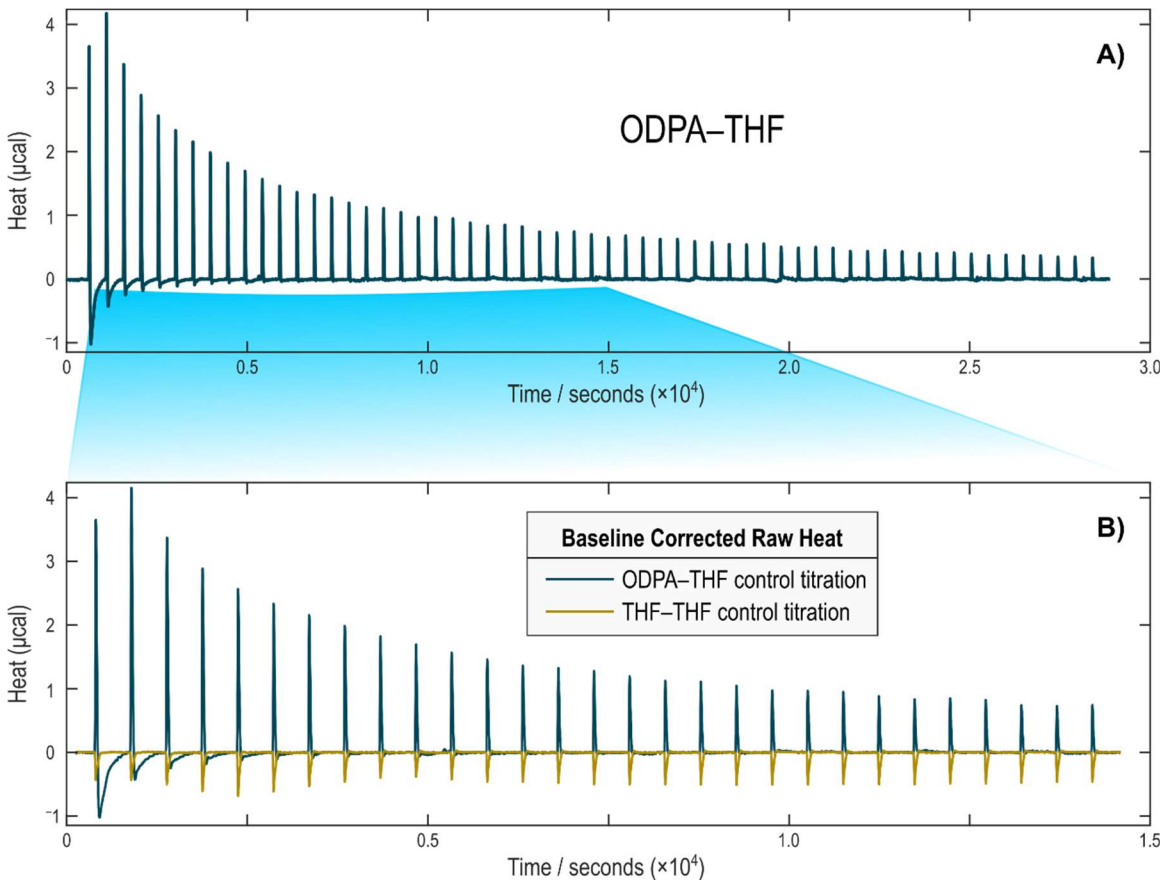 A)
ODPA–THF
Heat (µcal)
4
3
2
1
0
−1
0
0.5
1.0
1.5
2.0
2.5
3.0
Time / seconds (×10⁴)
B)
Baseline Corrected Raw Heat
ODPA–THF control titration
THF–THF control titration
Heat (µcal)
4
3
2
1
0
−1
0
0.5
1.0
1.5
Time / seconds (×10⁴)